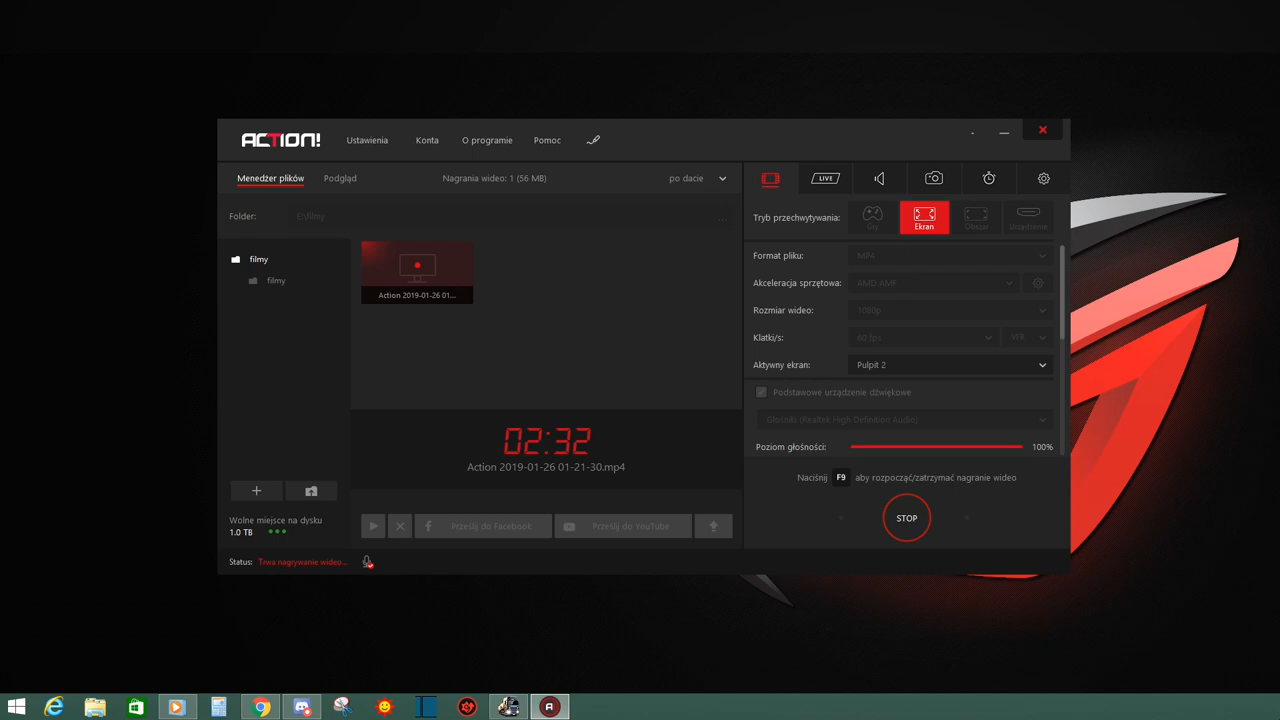 ACTION!
Ustawienia
Konta
O programie
Pomoc
Menedżer plików
Podgląd
Nagrania wideo: 1 (56 MB)
po dacie
LIVE
Folder:
E:\filmy
...
Tryb przechwytywania:
Gry
Ekran
Obszar
Urządzenie
filmy
filmy
Action 2019-01-26 01...
Format pliku:
MP4
Akceleracja sprzętowa:
AMD AMF
Rozmiar wideo:
1080p
Klatki/s:
60 fps
VFR
Aktywny ekran:
Pulpit 2
Podstawowe urządzenie dźwiękowe
Głośniki (Realtek High Definition Audio)
Poziom głośności:
100%
02:32
Action 2019-01-26 01-21-30.mp4
Naciśnij F9 aby rozpocząć/zatrzymać nagranie wideo
STOP
Wolne miejsce na dysku
1.0 TB
Prześlij do Facebook
Prześlij do YouTube
Status: Trwa nagrywanie wideo...